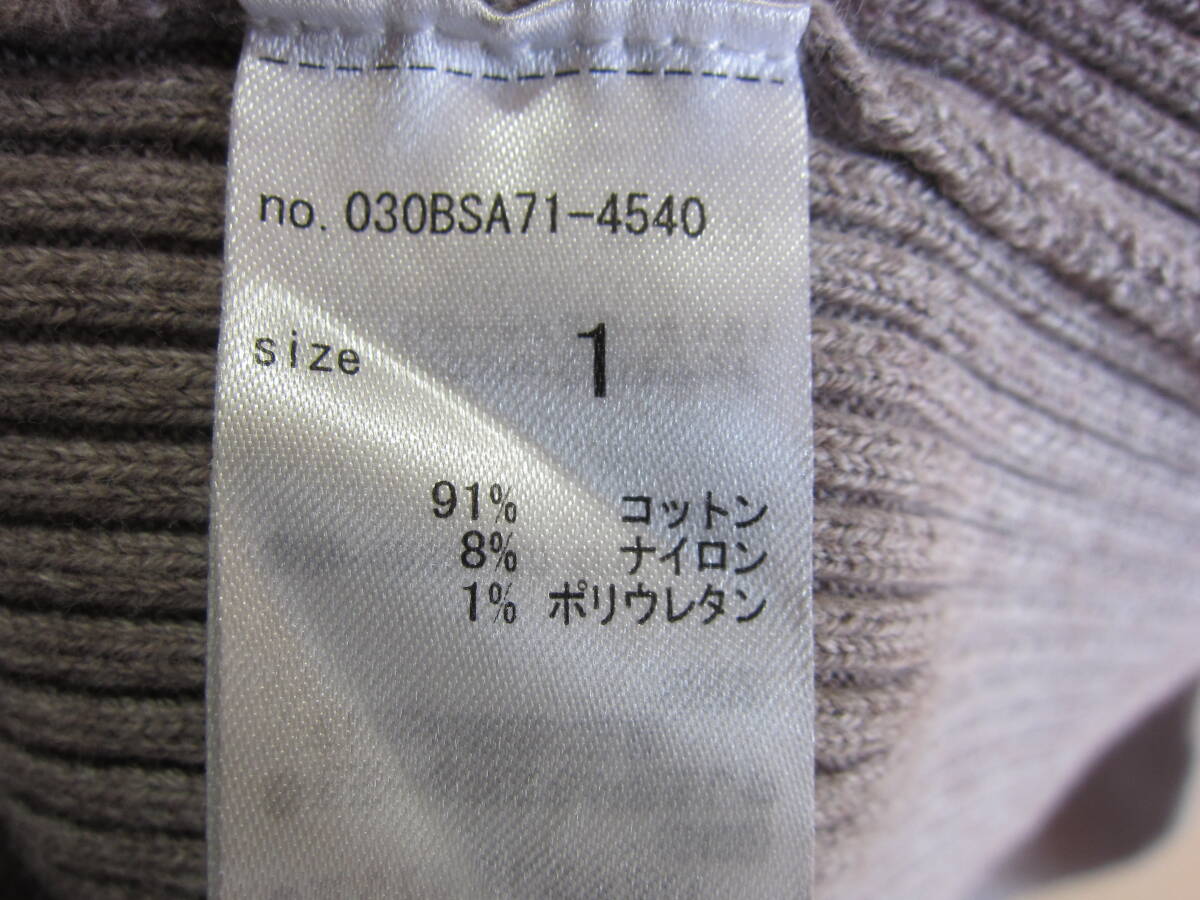 no. 030BSA71-4540
size 1
91% コットン
8% ナイロン
1% ポリウレタン